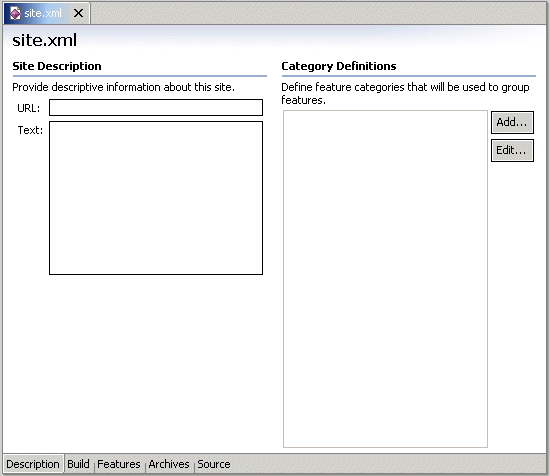 site.xml
site.xml
Site Description
Provide descriptive information about this site.
URL:
Text:
Category Definitions
Define feature categories that will be used to group
features.
Add...
Edit...
Description Build Features Archives Source